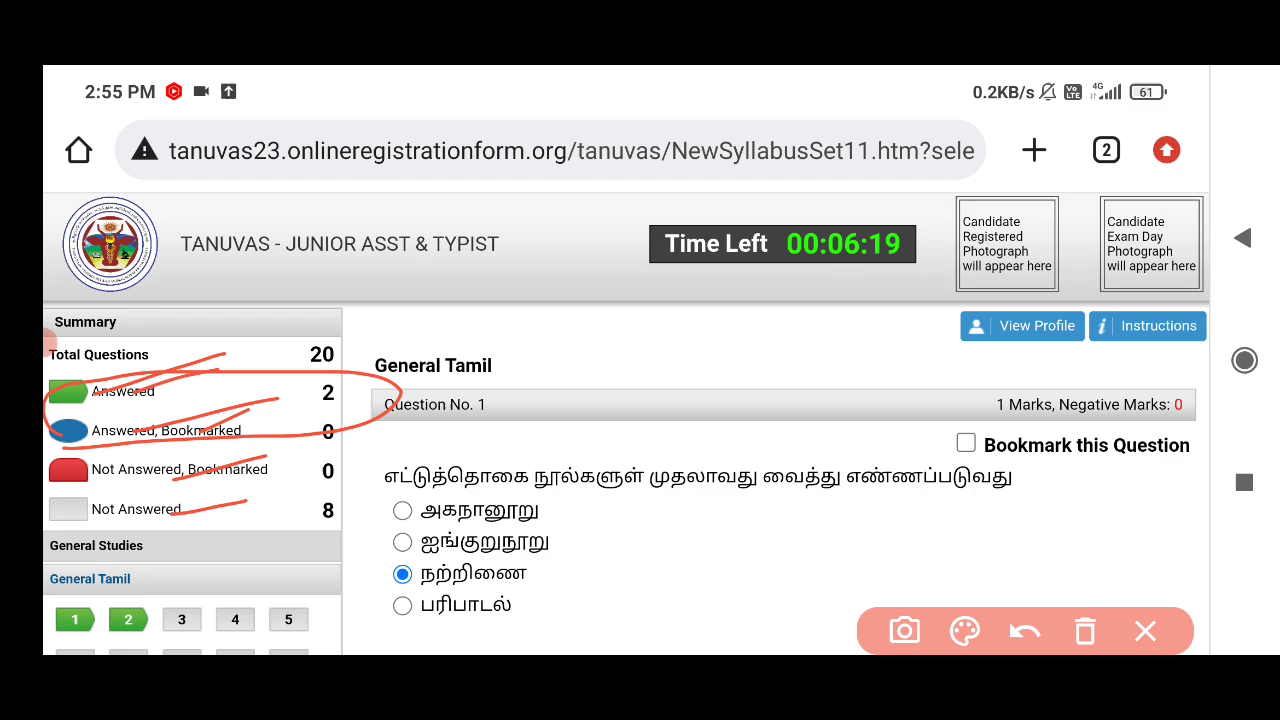 2:55 PM
0.2KB/s Vo LTE 4G 61
tanuvas23.onlineregistrationform.org/tanuvas/NewSyllabusSet11.htm?sele
2
TANUVAS - JUNIOR ASST & TYPIST
Time Left 00:06:19
Candidate Registered Photograph will appear here
Candidate Exam Day Photograph will appear here
Summary
View Profile
Instructions
Total Questions 20
Answered 2
Answered, Bookmarked 0
Not Answered, Bookmarked 0
Not Answered 8
General Studies
General Tamil
1 2 3 4 5
General Tamil
Question No. 1
1 Marks, Negative Marks: 0
Bookmark this Question
எட்டுத்தொகை நூல்களுள் முதலாவது வைத்து எண்ணப்படுவது
அகநானூறு
ஐங்குறுநூறு
நற்றிணை
பரிபாடல்